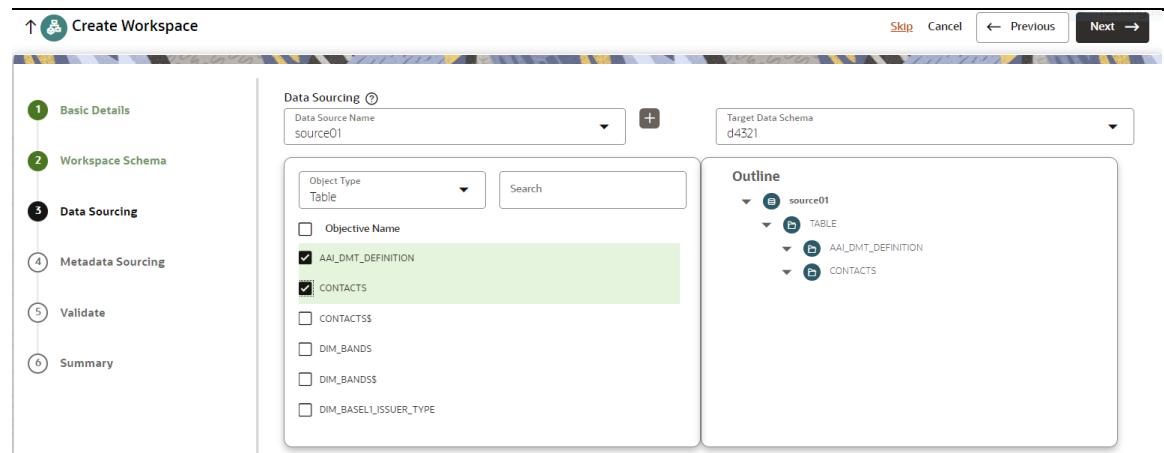 Create Workspace
Skip Cancel Previous Next
1 Basic Details
2 Workspace Schema
3 Data Sourcing
4 Metadata Sourcing
5 Validate
6 Summary
Data Sourcing ?
Data Source Name
source01
+
Target Data Schema
d4321
Object Type
Table
Search
Objective Name
AAI_DMT_DEFINITION
CONTACTS
CONTACTS$
DIM_BANDS
DIM_BANDS$
DIM_BASEL1_ISSUER_TYPE
Outline
source01
TABLE
AAI_DMT_DEFINITION
CONTACTS